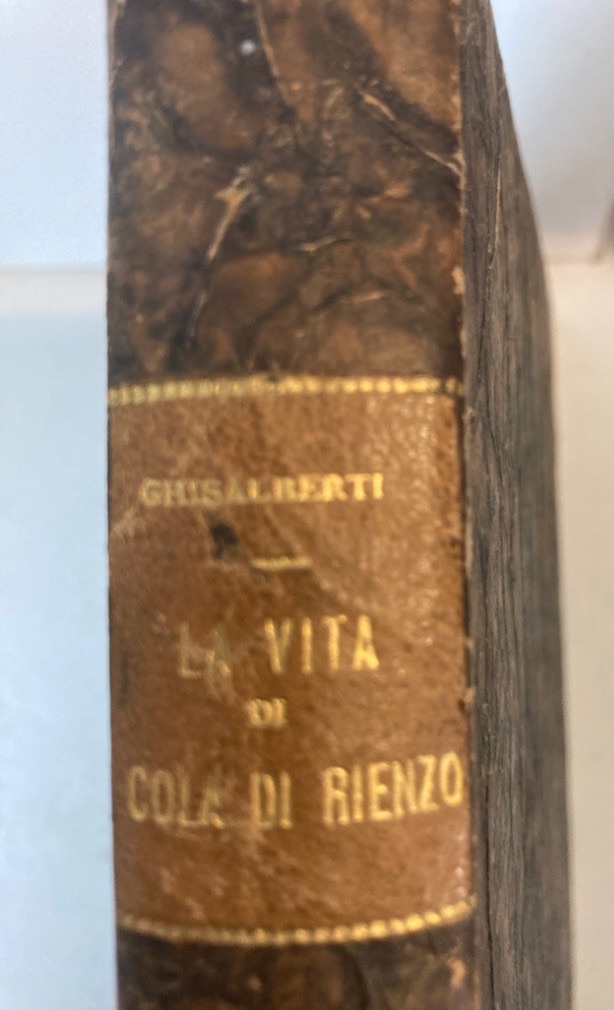 GHISALBERTI
LA VITA
DI
COLA DI RIENZO